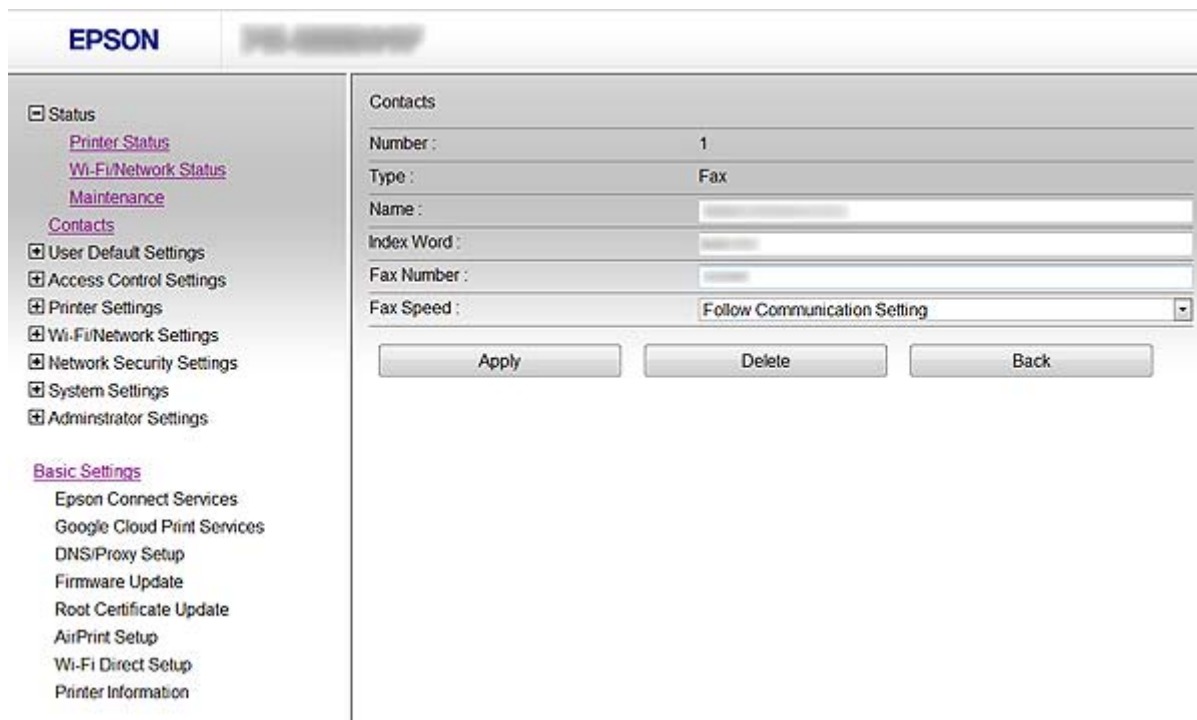 EPSON
Status
Printer Status
Wi-Fi/Network Status
Maintenance
Contacts
User Default Settings
Access Control Settings
Printer Settings
Wi-Fi/Network Settings
Network Security Settings
System Settings
Adminstrator Settings
Basic Settings
Epson Connect Services
Google Cloud Print Services
DNS/Proxy Setup
Firmware Update
Root Certificate Update
AirPrint Setup
Wi-Fi Direct Setup
Printer Information
Contacts
Number : 1
Type : Fax
Name :
Index Word :
Fax Number :
Fax Speed : Follow Communication Setting
Apply Delete Back